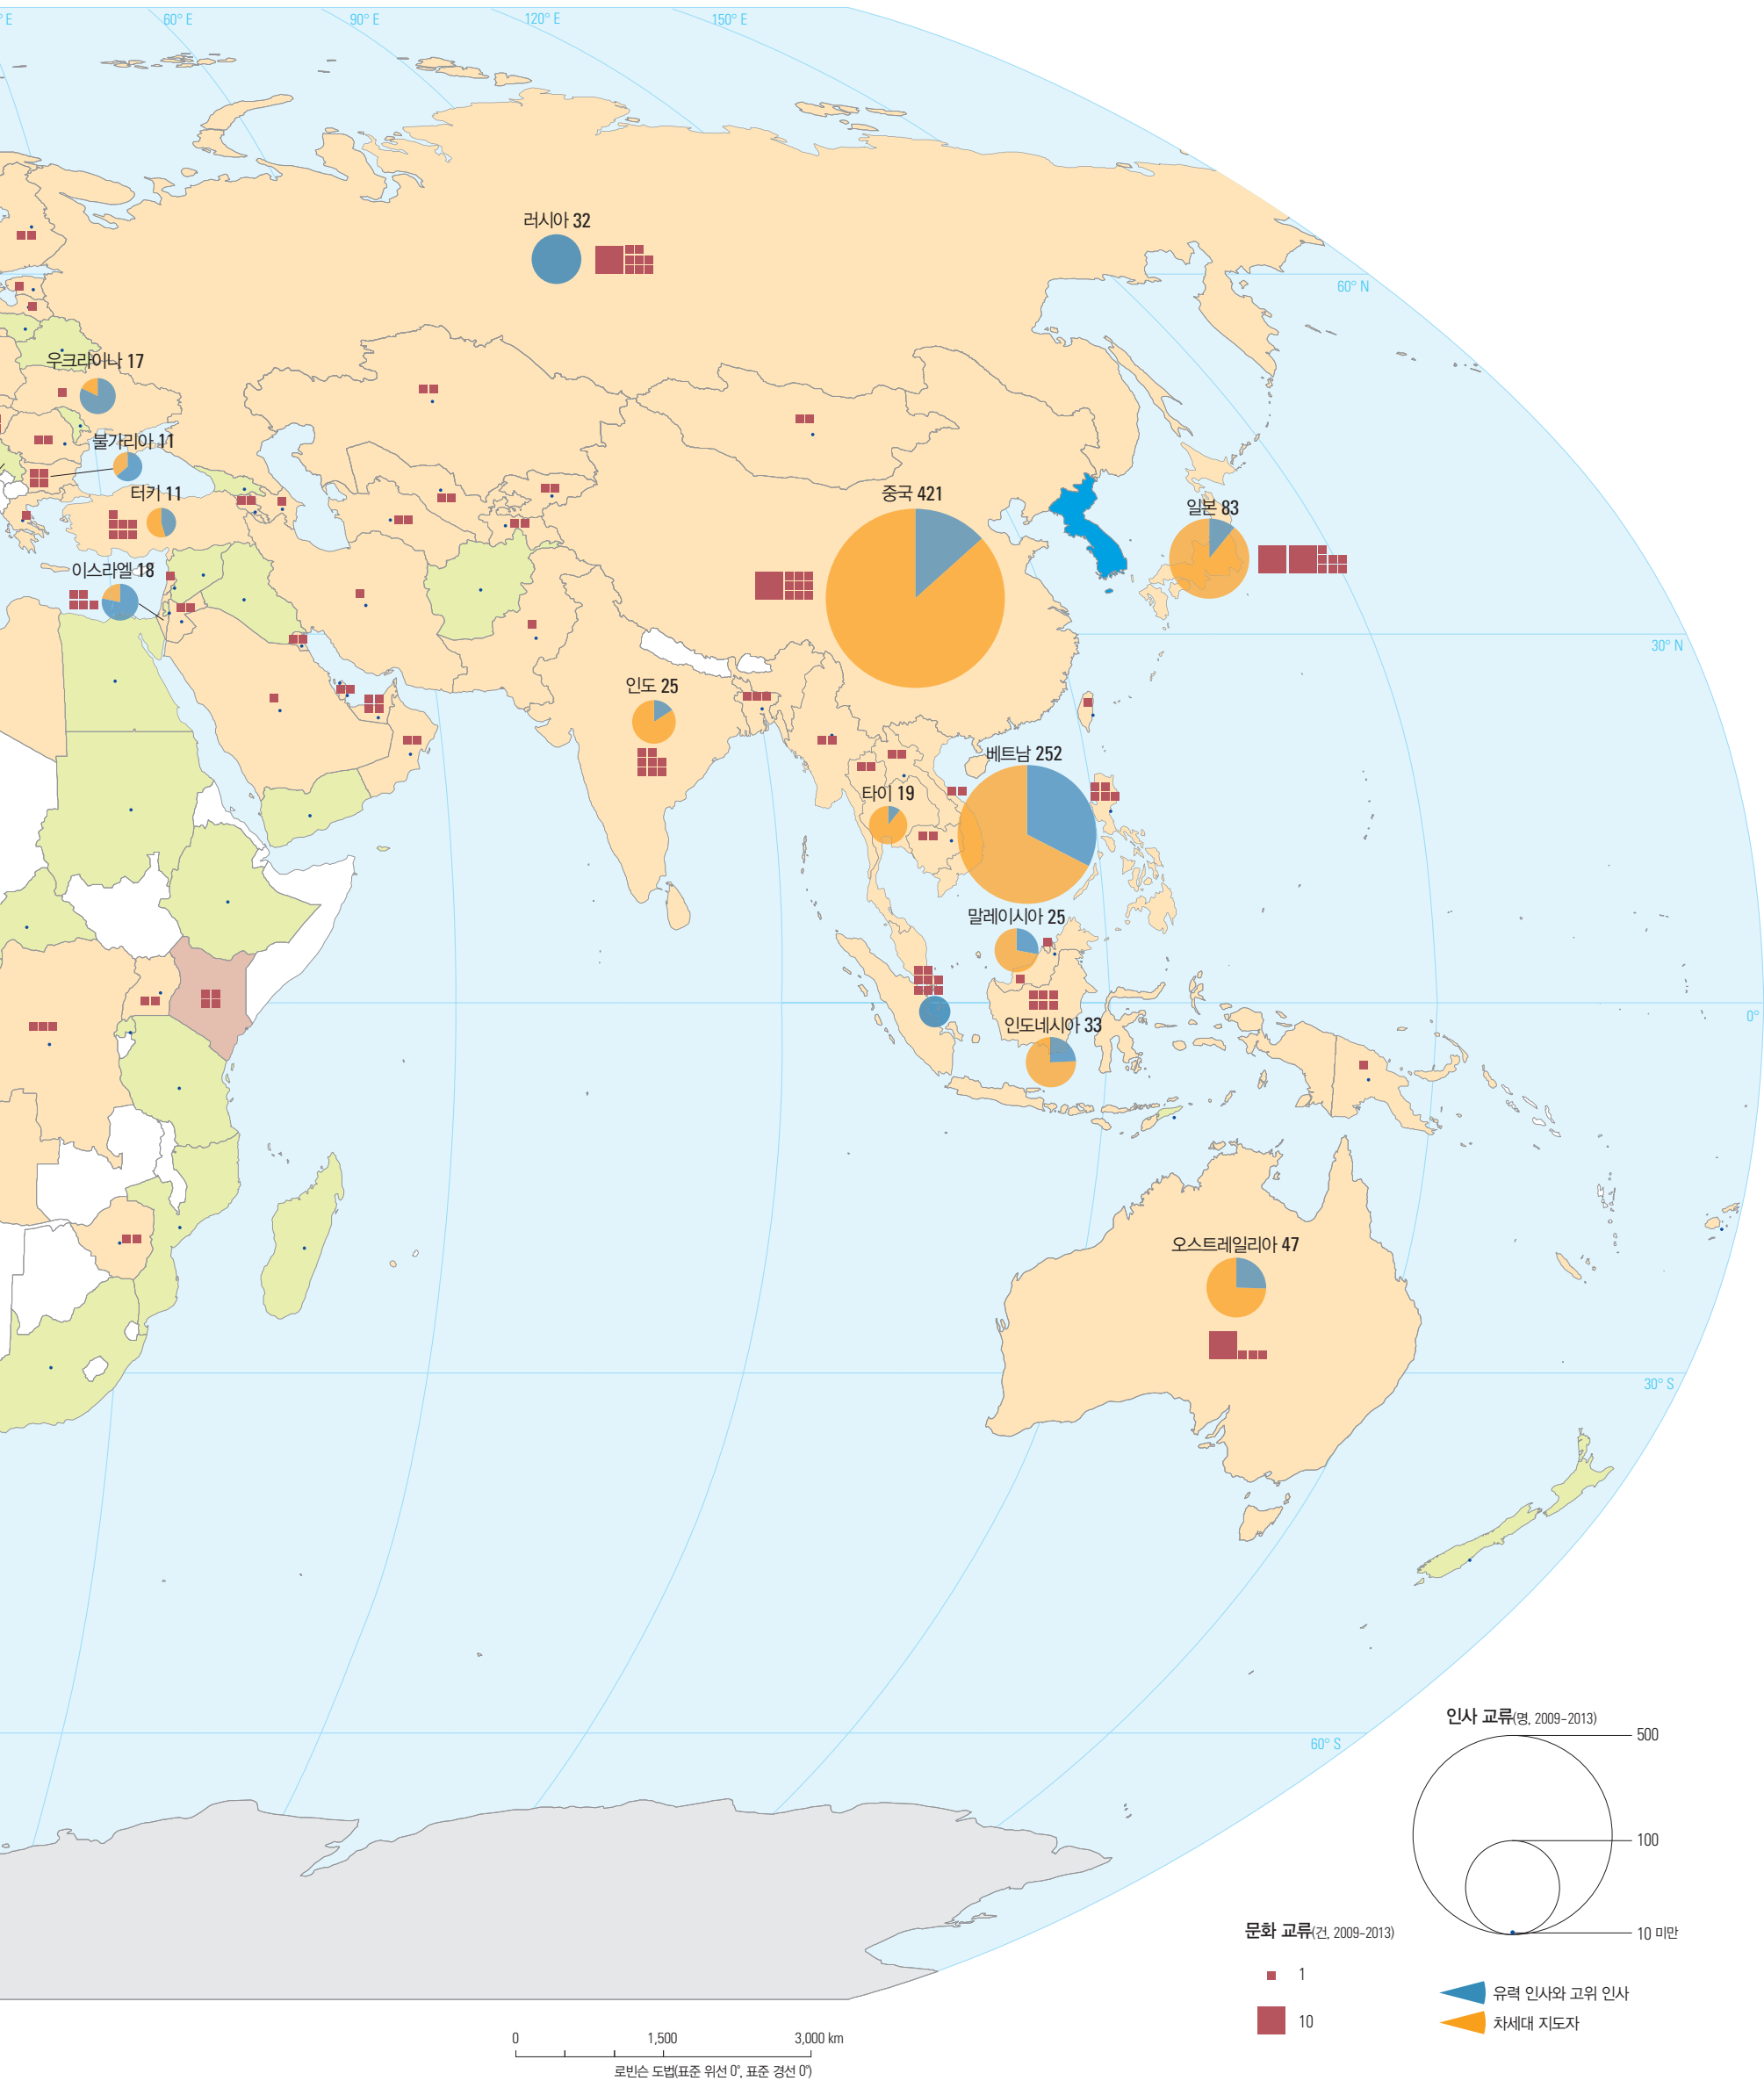 ° E
60° E
90° E
120° E
150° E
러시아 32
60° N
우크라이나 17
불가리아 11
터키 11
중국 421
일본 83
이스라엘 18
30° N
인도 25
베트남 252
타이 19
말레이시아 25
인도네시아 33
0°
오스트레일리아 47
30° S
60° S
인사 교류(명, 2009-2013)
500
100
10 미만
문화 교류(건, 2009-2013)
1
10
유력 인사와 고위 인사
차세대 지도자
0 1,500 3,000 km
로빈슨 도법(표준 위선 0°, 표준 경선 0°)